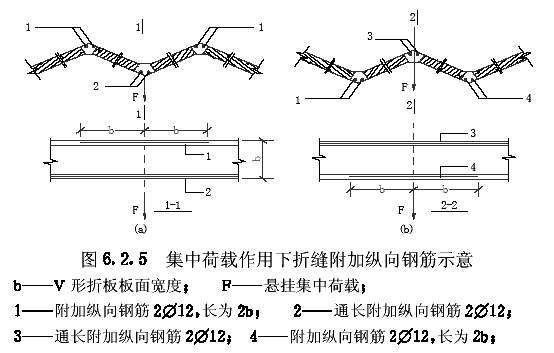 1 1 1
2 F
1
b b
1
2
b
F 1-1
(a)
2
3
F
1 2 4
3
4
b b
F 2-2
(b)
图 6.2.5 集中荷载作用下折缝附加纵向钢筋示意
b——V 形折板板面宽度； F——悬挂集中荷载；
1——附加纵向钢筋2∅12，长为2b； 2——通长附加纵向钢筋2∅12；
3——通长附加纵向钢筋2∅12； 4——附加纵向钢筋2∅12，长为2b；